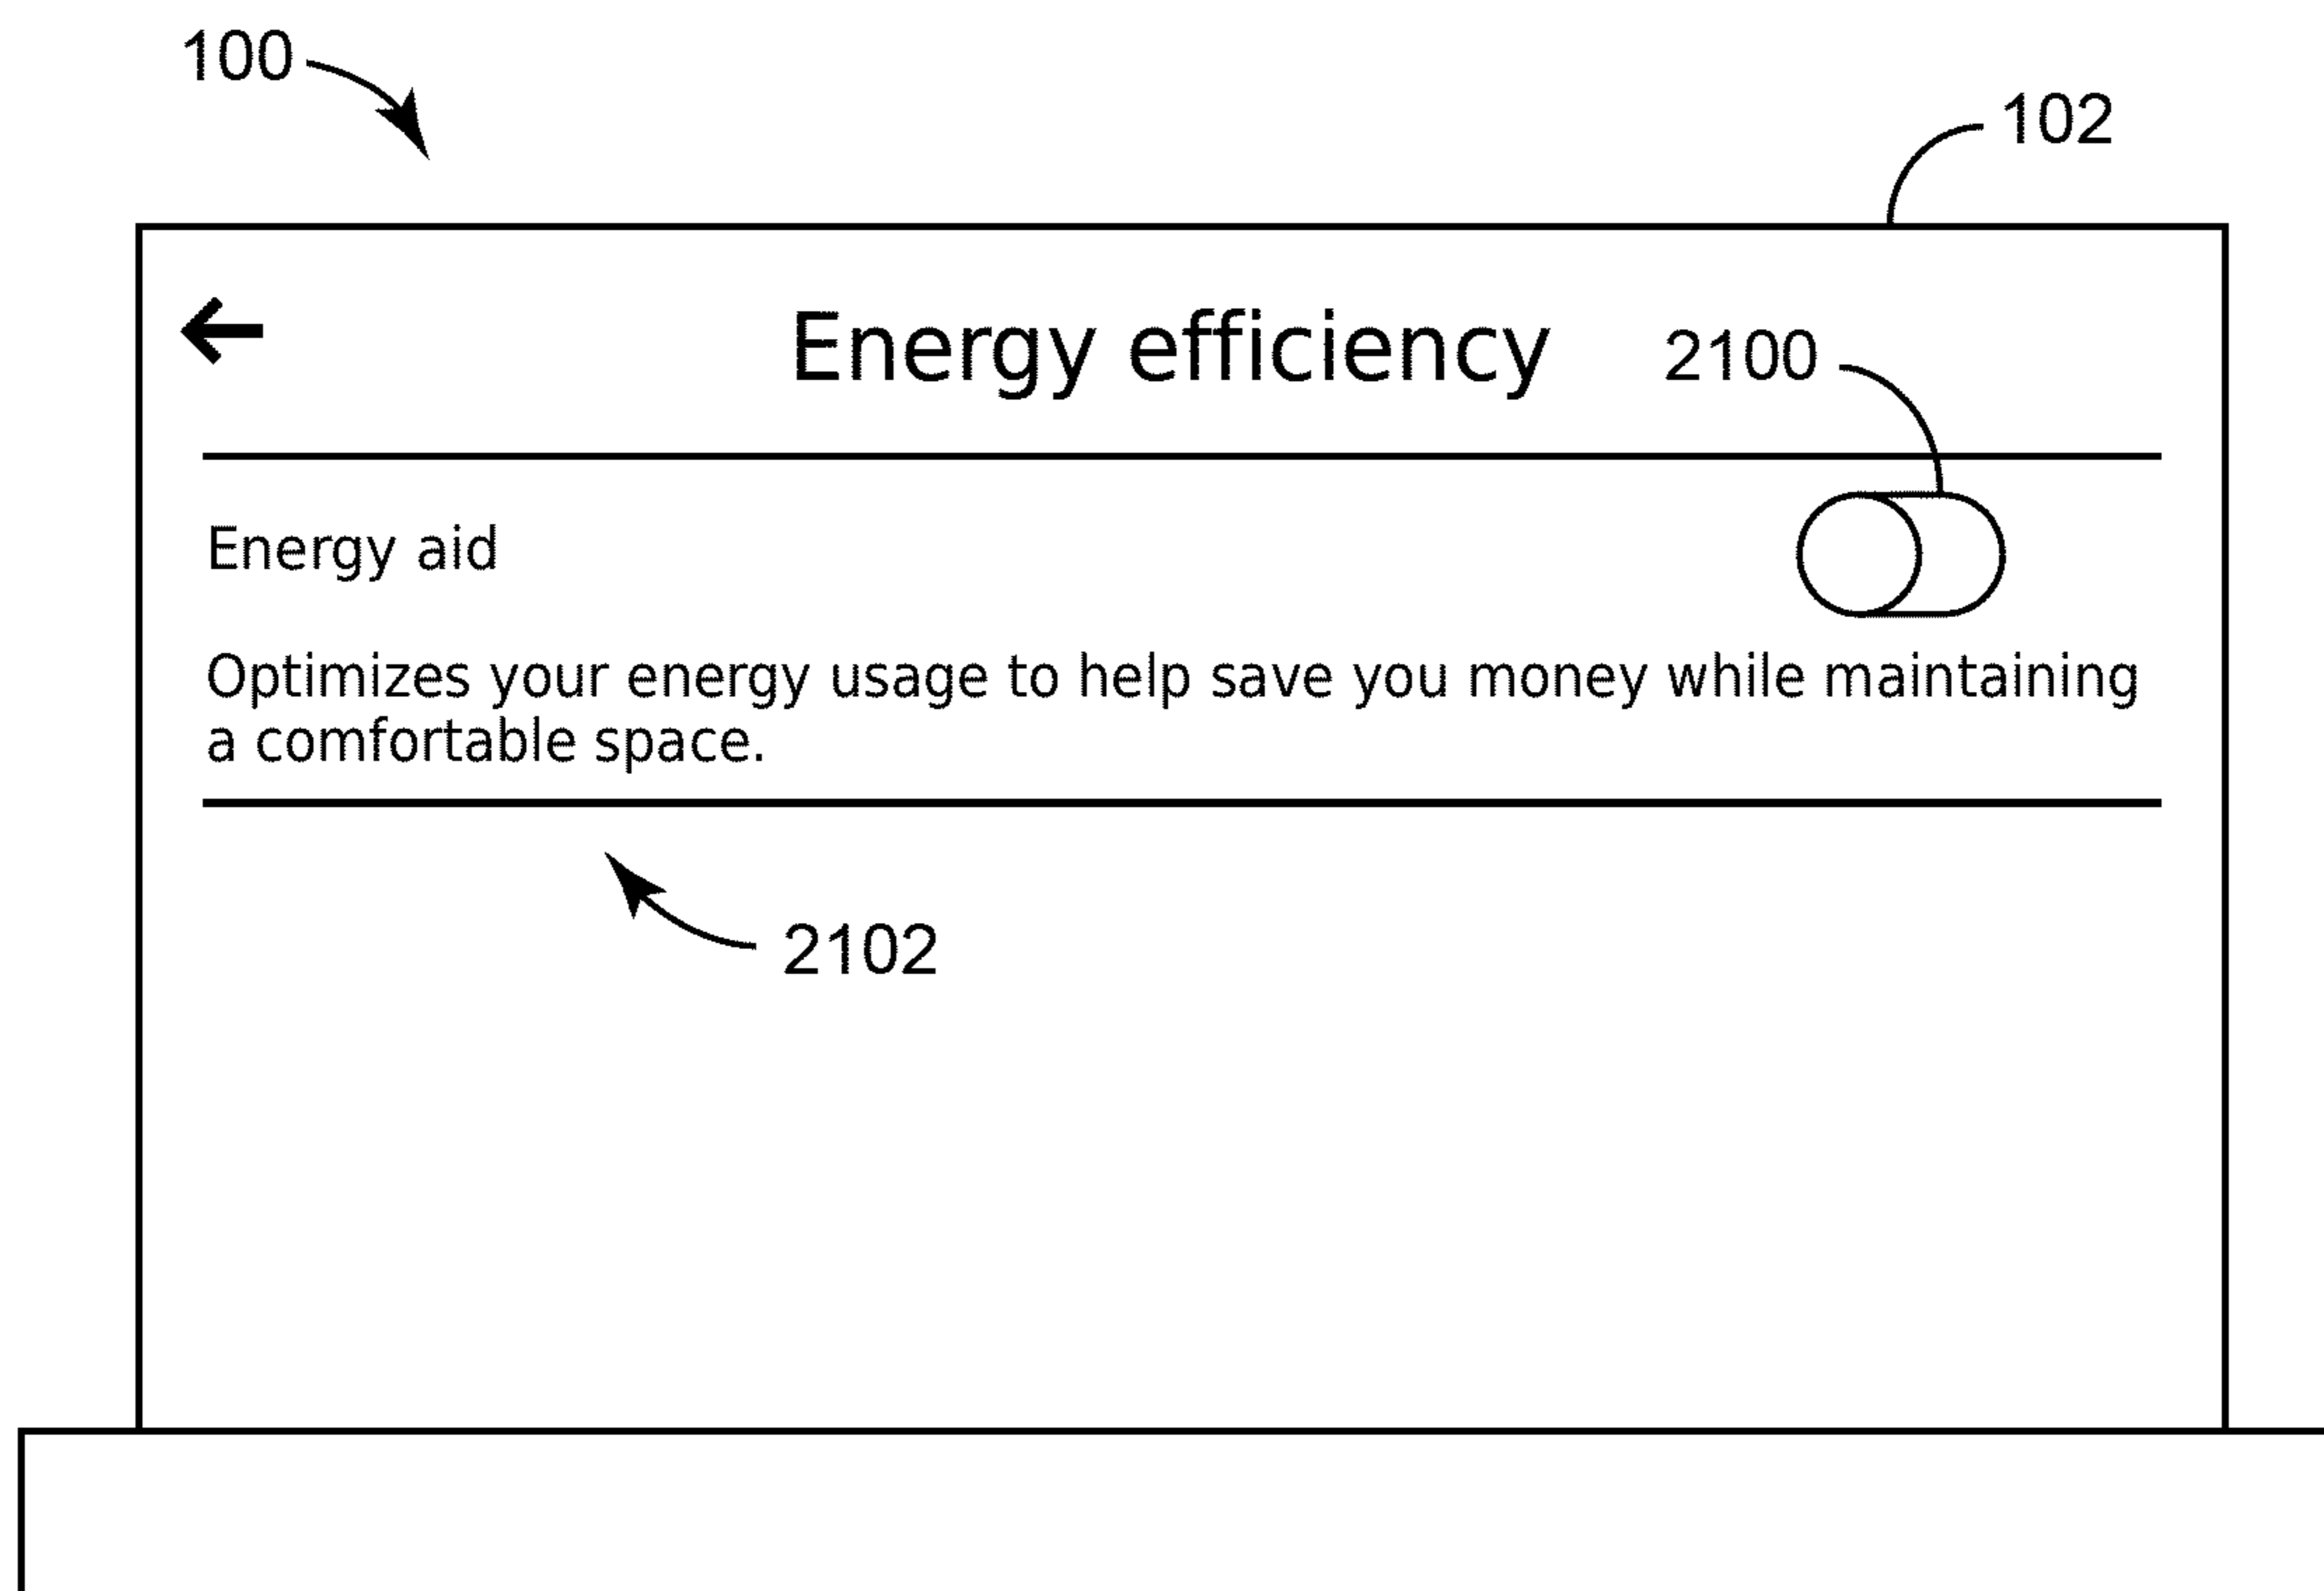 100
102
Energy efficiency
2100
Energy aid
Optimizes your energy usage to help save you money while maintaining
a comfortable space.
2102